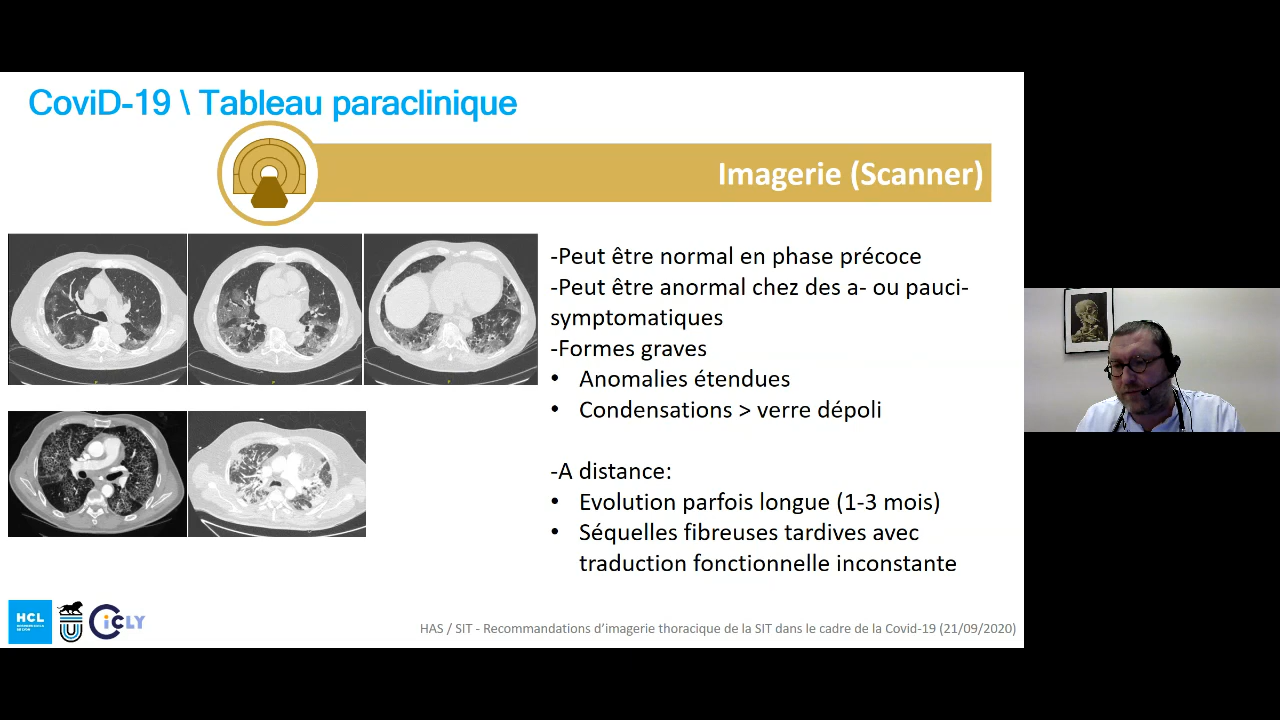 CoviD-19 \ Tableau paraclinique
Imagerie (Scanner)
-Peut être normal en phase précoce
-Peut être anormal chez des a- ou pauci-
symptomatiques
-Formes graves
• Anomalies étendues
• Condensations > verre dépoli
-A distance:
• Evolution parfois longue (1-3 mois)
• Séquelles fibreuses tardives avec
traduction fonctionnelle inconstante
HCL
CiCLY
HAS / SIT - Recommandations d’imagerie thoracique de la SIT dans le cadre de la Covid-19 (21/09/2020)